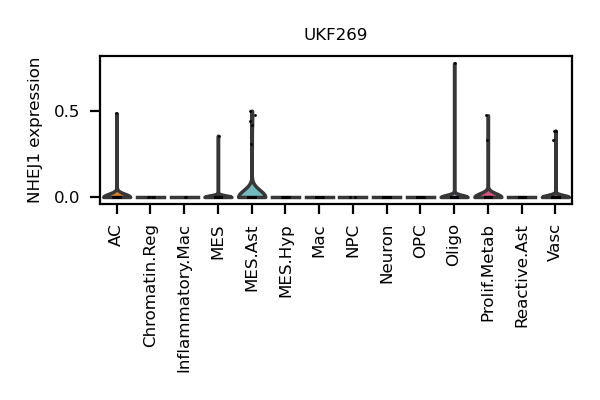 UKF269
NHEJ1 expression
0.5
0.0
AC
Chromatin.Reg
Inflammatory.Mac
MES
MES.Ast
MES.Hyp
Mac
NPC
Neuron
OPC
Oligo
Prolif.Metab
Reactive.Ast
Vasc